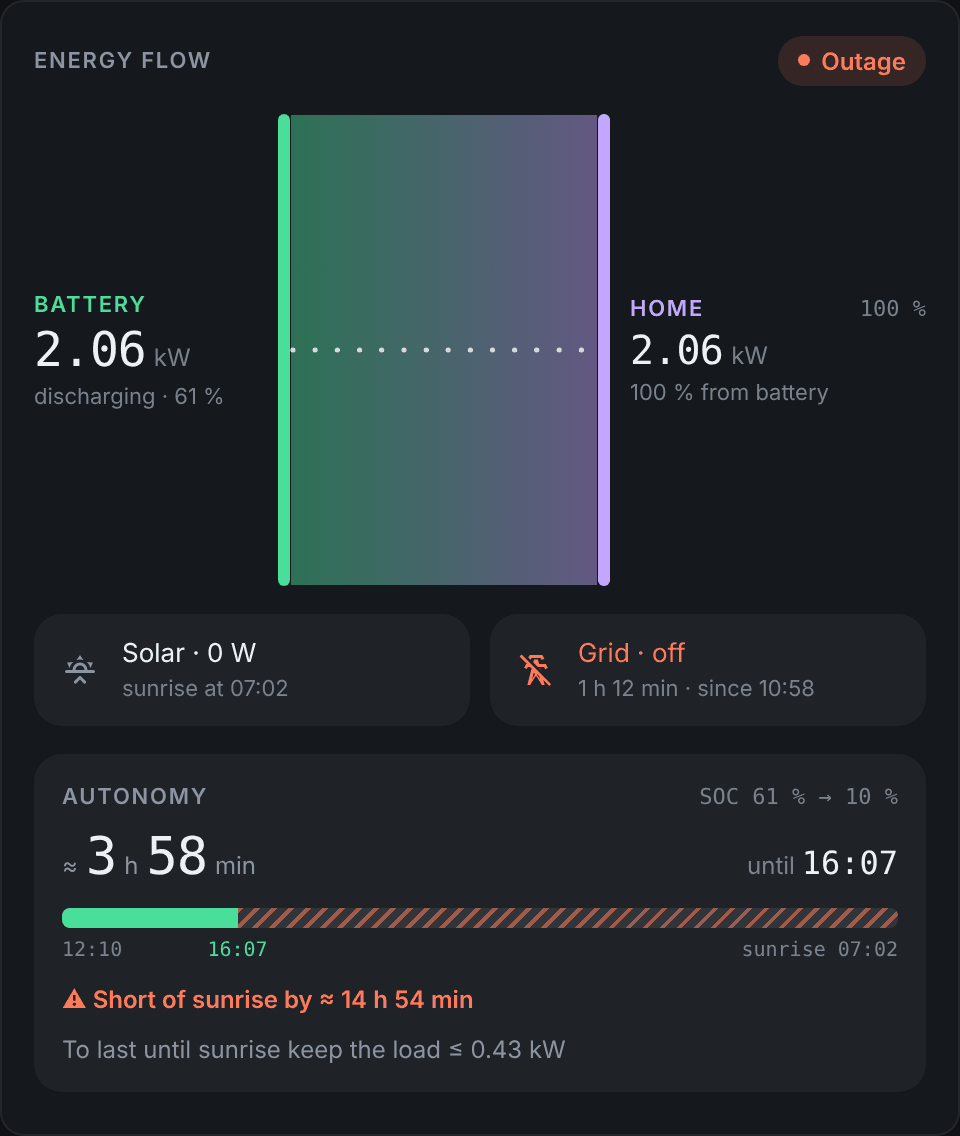 ENERGY FLOW
Outage
BATTERY
2.06 kW
discharging · 61 %
HOME 100 %
2.06 kW
100 % from battery
Solar · 0 W
sunrise at 07:02
Grid · off
1 h 12 min · since 10:58
AUTONOMY SOC 61 % → 10 %
≈ 3 h 58 min until 16:07
12:10 16:07 sunrise 07:02
Short of sunrise by ≈ 14 h 54 min
To last until sunrise keep the load ≤ 0.43 kW